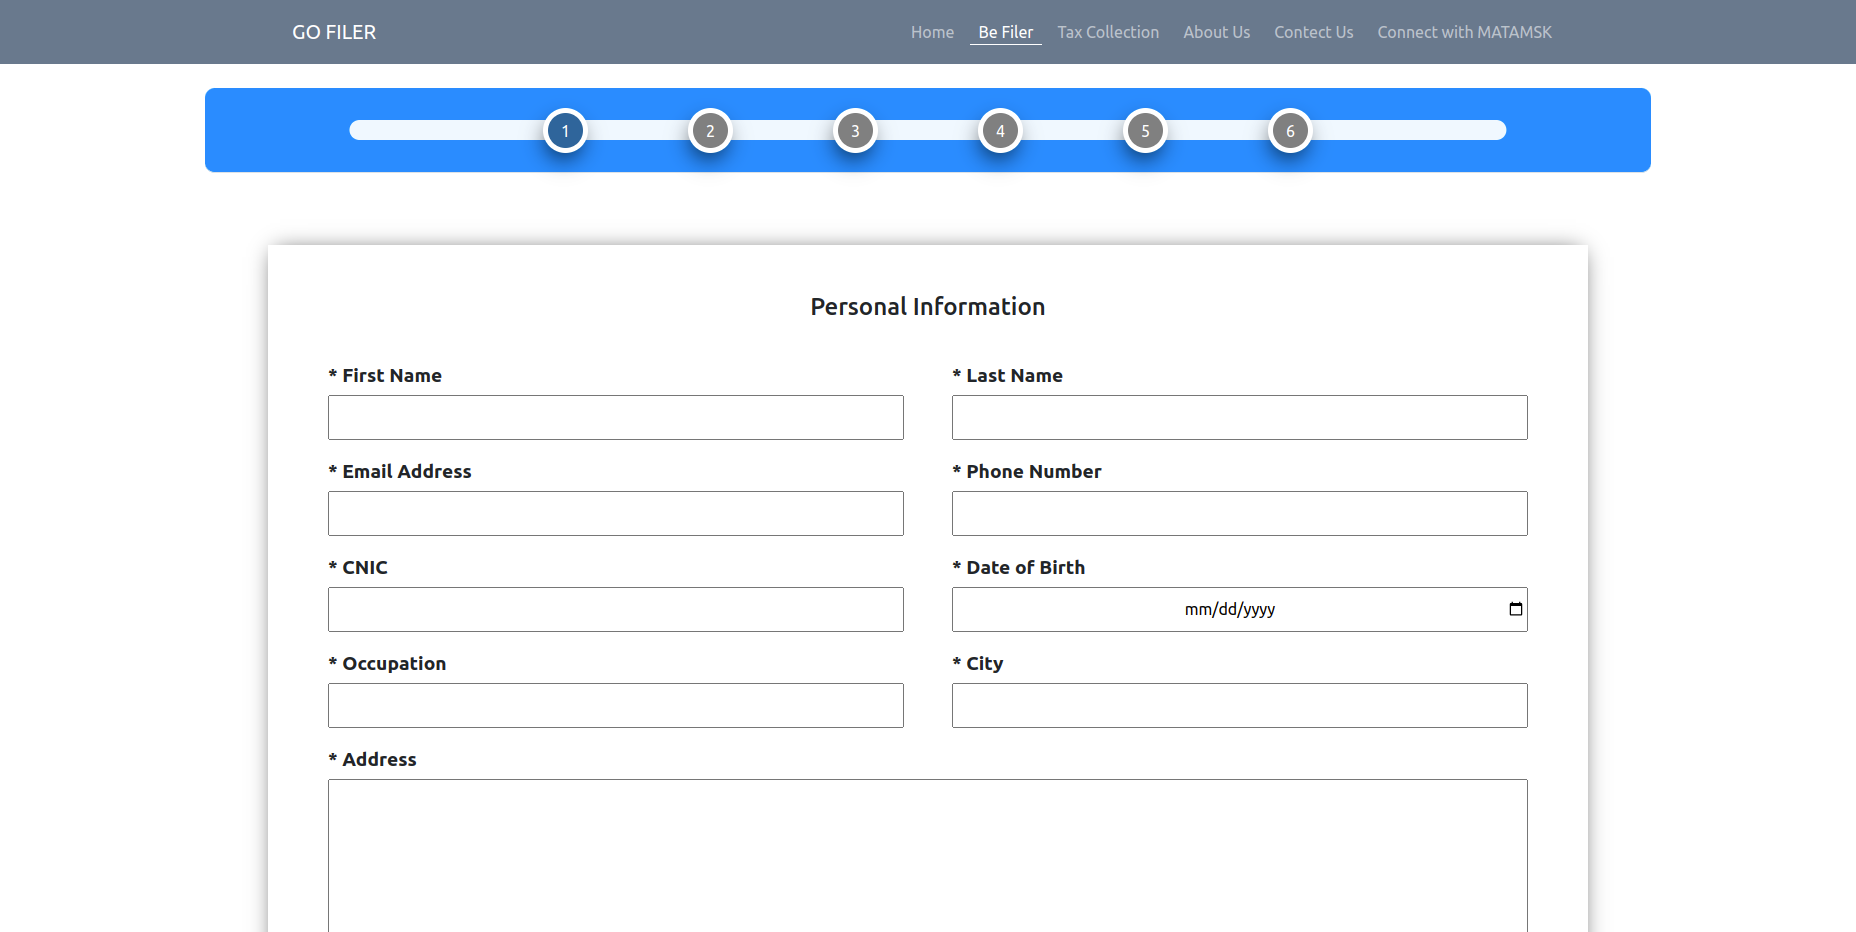 GO FILER
Home Be Filer Tax Collection About Us Contect Us Connect with MATAMSK
1 2 3 4 5 6
Personal Information
* First Name
* Last Name
* Email Address
* Phone Number
* CNIC
* Date of Birth
mm/dd/yyyy
* Occupation
* City
* Address